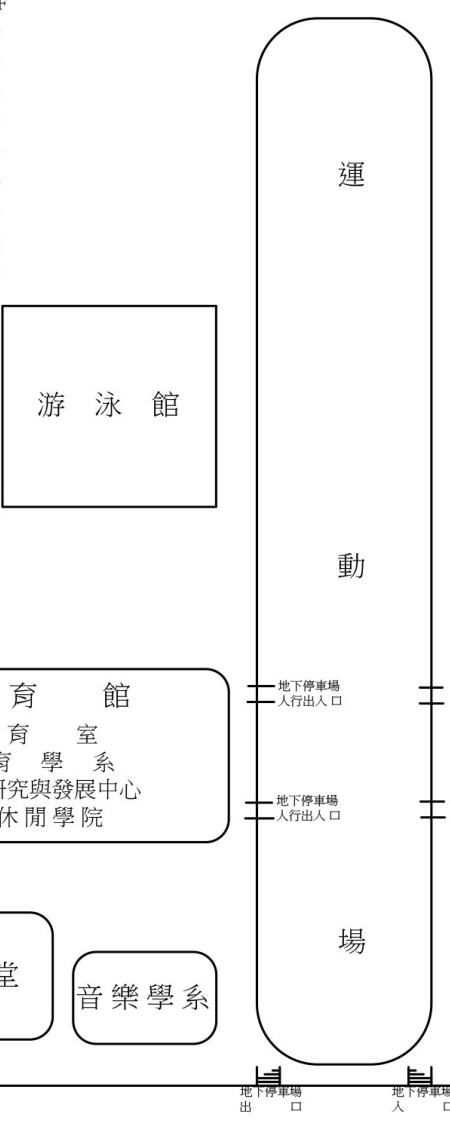 運
游 泳 館
動
育 館
育 室
育 學 系
研究與發展中心
休 閒 學 院
地下停車場
人行出入口
地下停車場
人行出入口
場
堂
音 樂 學 系
地下停車場
出 口
地下停車場
入 口